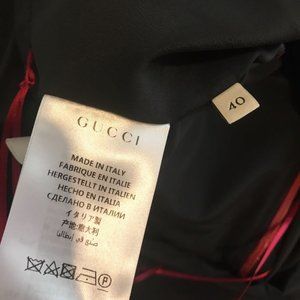 GUCCI
MADE IN ITALY
FABRIQUE EN ITALIE
HERGESTELLT IN ITALIEN
HECHO EN ITALIA
СДЕЛАНО В ИТАЛИИ
イタリア製
产地:意大利
صنع في إيطاليا
40